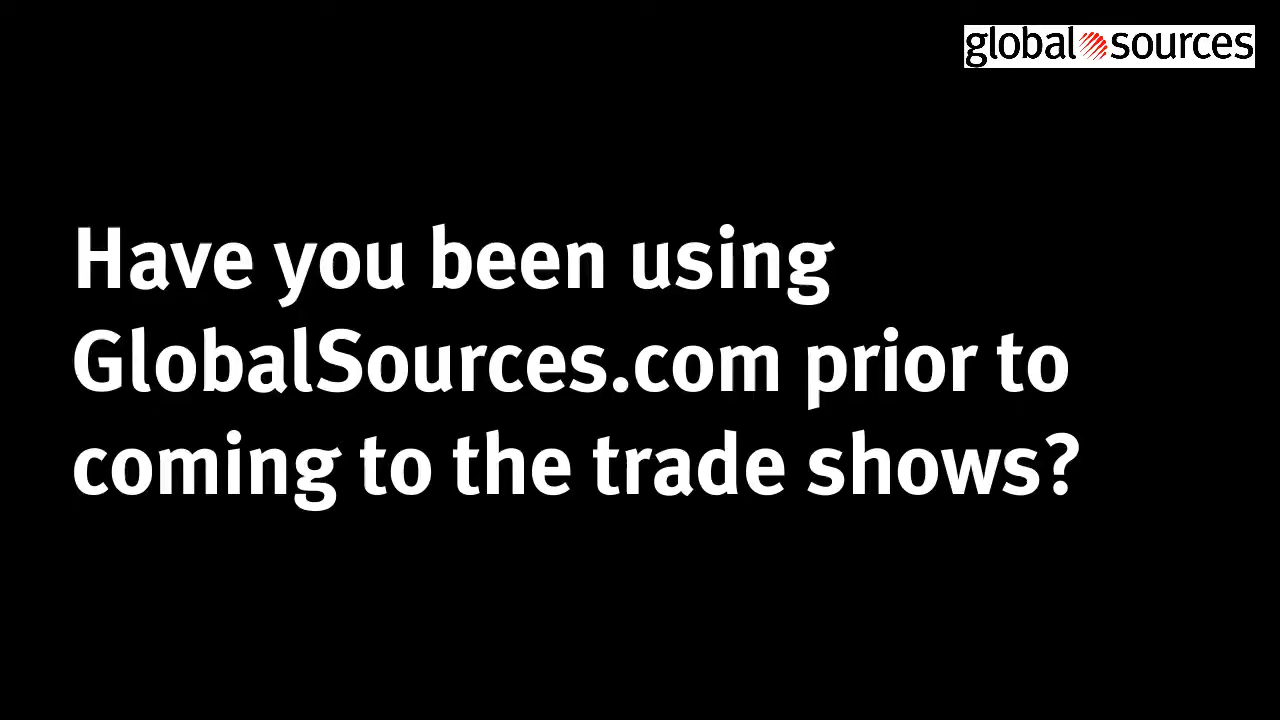 global sources
Have you been using
GlobalSources.com prior to
coming to the trade shows?